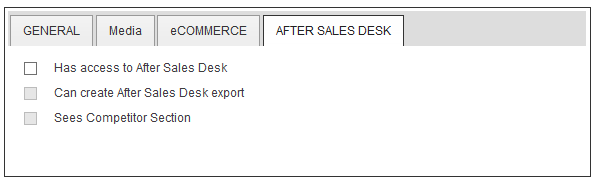 GENERAL Media eCOMMERCE AFTER SALES DESK
Has access to After Sales Desk
Can create After Sales Desk export
Sees Competitor Section